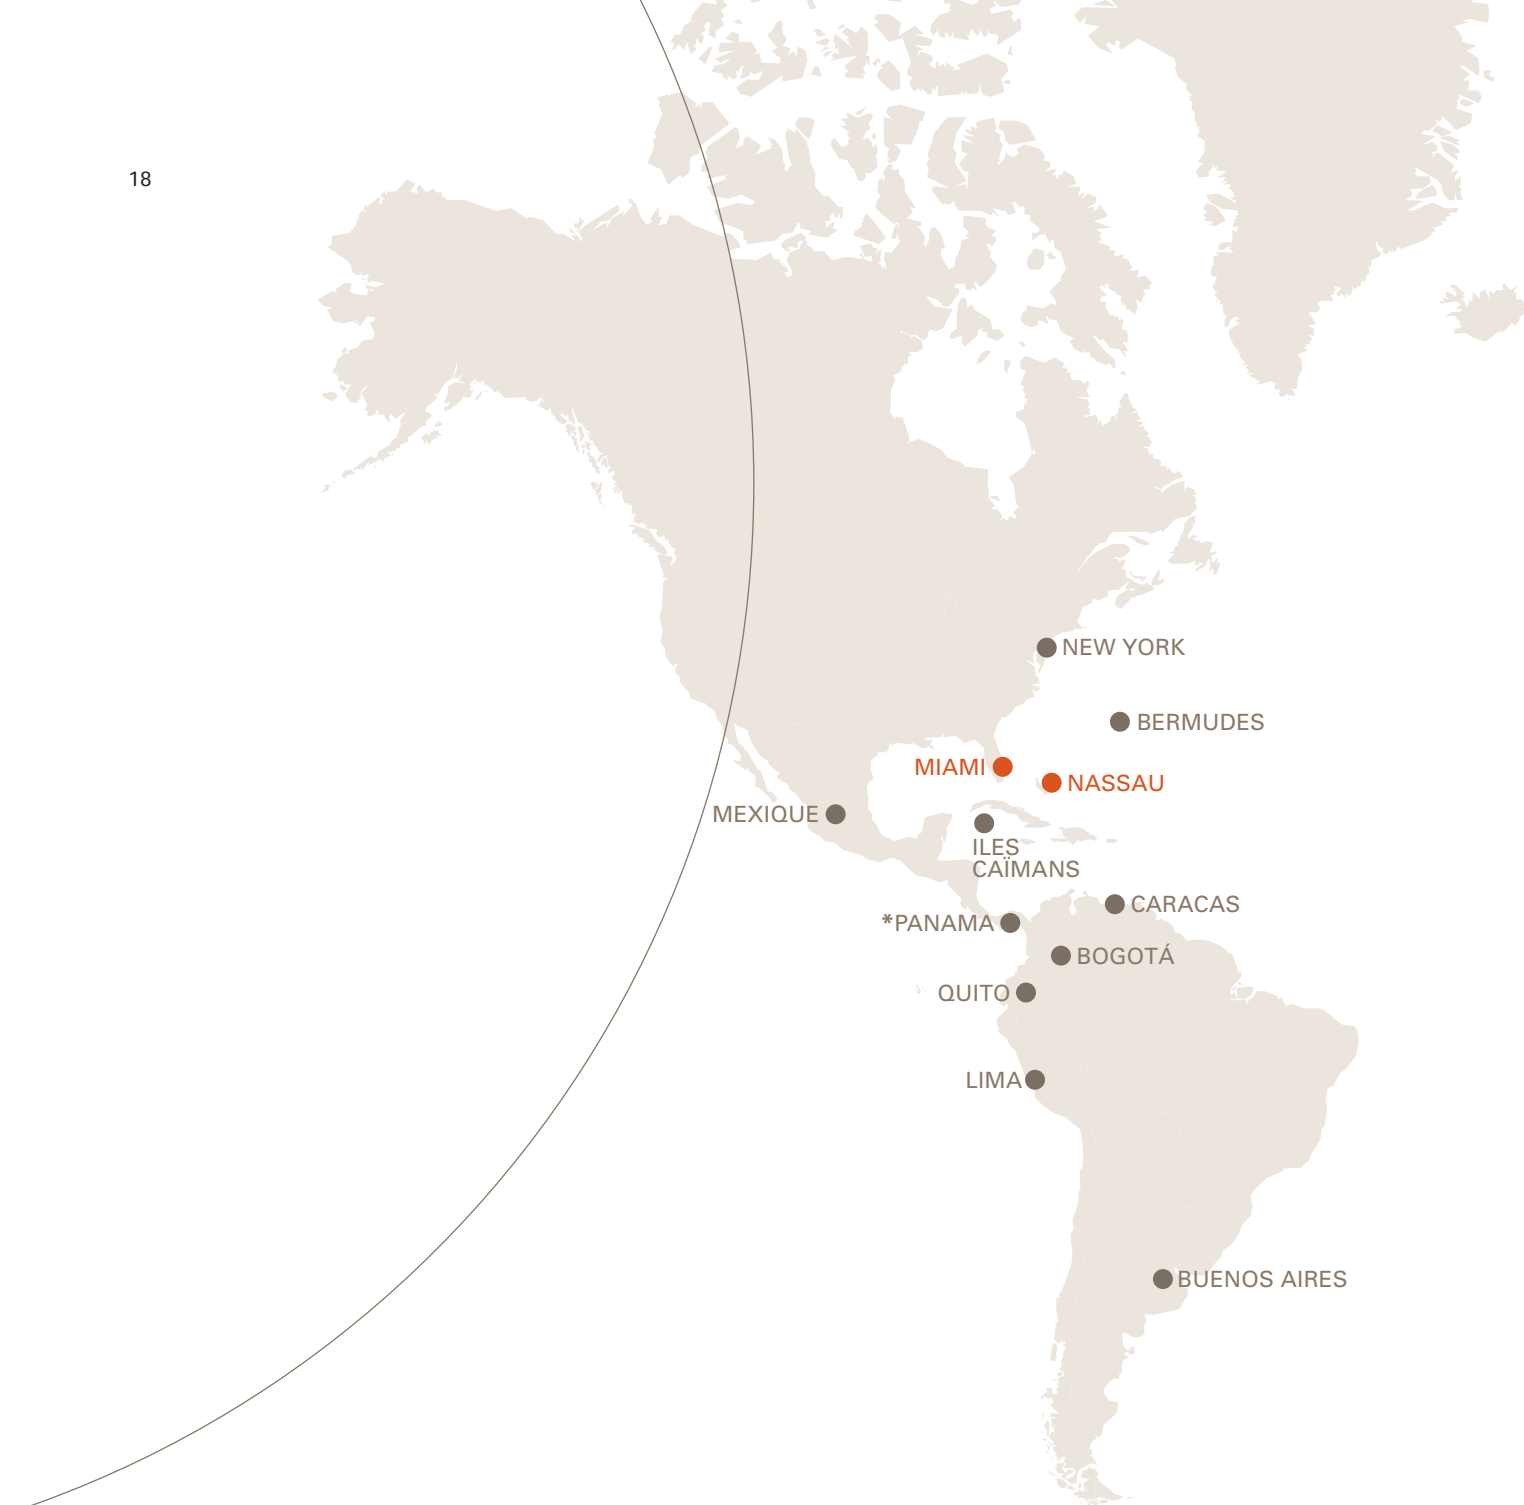 18
NEW YORK
BERMUDES
MIAMI
NASSAU
MEXIQUE
ILES
CAÏMANS
CARACAS
*PANAMA
BOGOTÁ
QUITO
LIMA
BUENOS AIRES